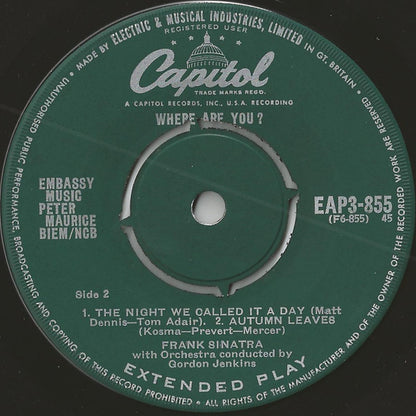 MADE BY ELECTRIC & MUSICAL INDUSTRIES, LIMITED IN GT. BRITAIN •
REGISTERED USER
Capitol
TRADE MARKS REGD.
A CAPITOL RECORDS, INC., U.S.A. RECORDING
WHERE ARE YOU?
EMBASSY
MUSIC
PETER
MAURICE
BIEM/NCB
EAP3-855
(F6-855) 45
Side 2
1. THE NIGHT WE CALLED IT A DAY (Matt
Dennis—Tom Adair). 2. AUTUMN LEAVES
(Kosma—Prevert—Mercer)
FRANK SINATRA
with Orchestra conducted by
Gordon Jenkins
EXTENDED PLAY
ALL RIGHTS OF THE MANUFACTURER AND OF THE OWNER OF THE RECORDED WORK ARE RESERVED
UNAUTHORISED PUBLIC PERFORMANCE, BROADCASTING AND COPYING OF THIS RECORD PROHIBITED •